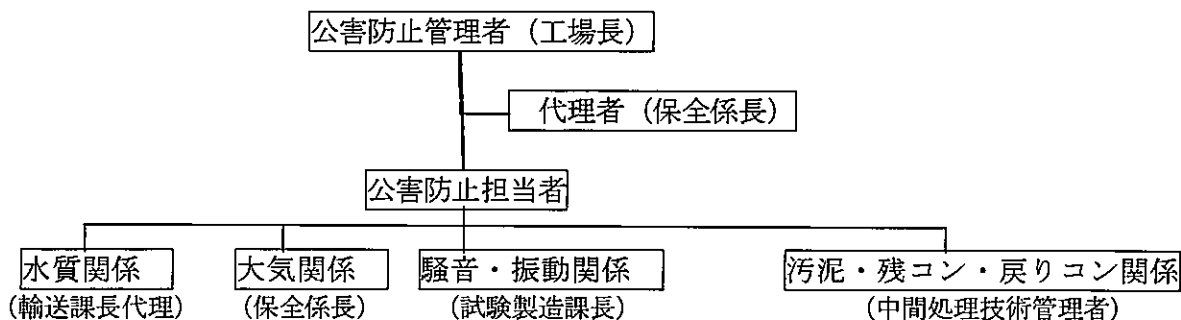 公害防止管理者（工場長）
代理者（保全係長）
公害防止担当者
水質関係 大気関係 騒音・振動関係 汚泥・残コン・戻りコン関係
(輸送課長代理) (保全係長) (試験製造課長) (中間処理技術管理者)